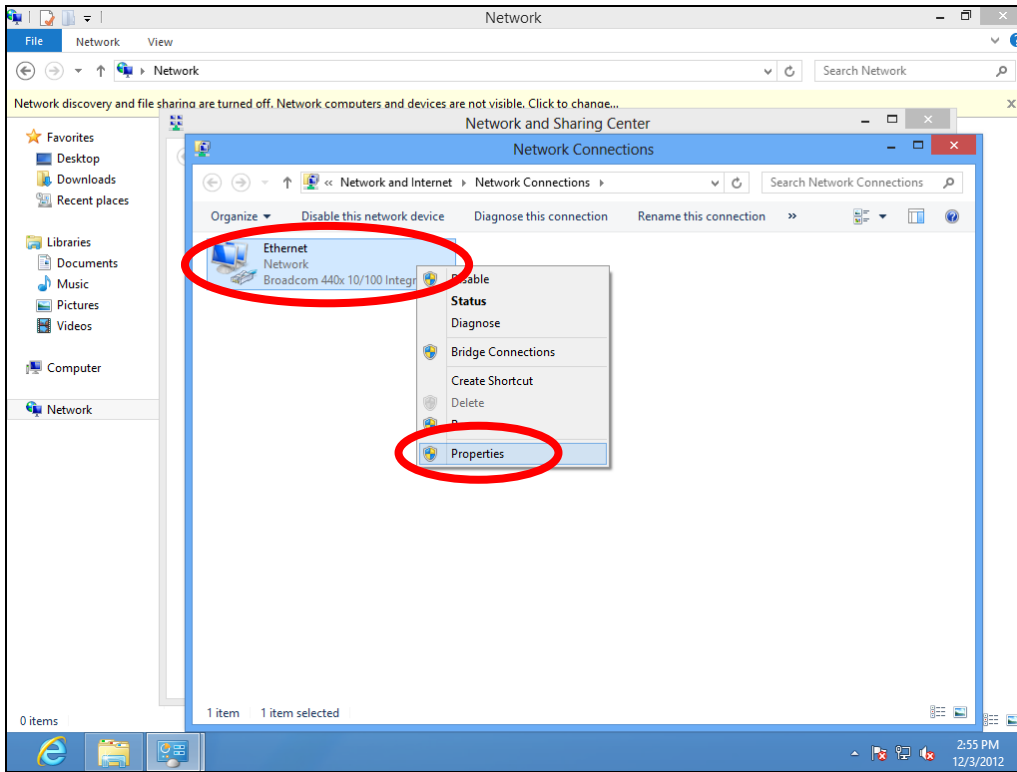 Network
File Network View
Network
Search Network
Network discovery and file sharing are turned off. Network computers and devices are not visible. Click to change...
Network and Sharing Center
Network Connections
« Network and Internet Network Connections
Search Network Connections
Organize Disable this network device Diagnose this connection Rename this connection »
Favorites
Desktop
Downloads
Recent places
Libraries
Documents
Music
Pictures
Videos
Computer
Network
Ethernet
Network
Broadcom 440x 10/100 Integr
Disable
Status
Diagnose
Bridge Connections
Create Shortcut
Delete
Properties
1 item 1 item selected
0 items
2:55 PM
12/3/2012